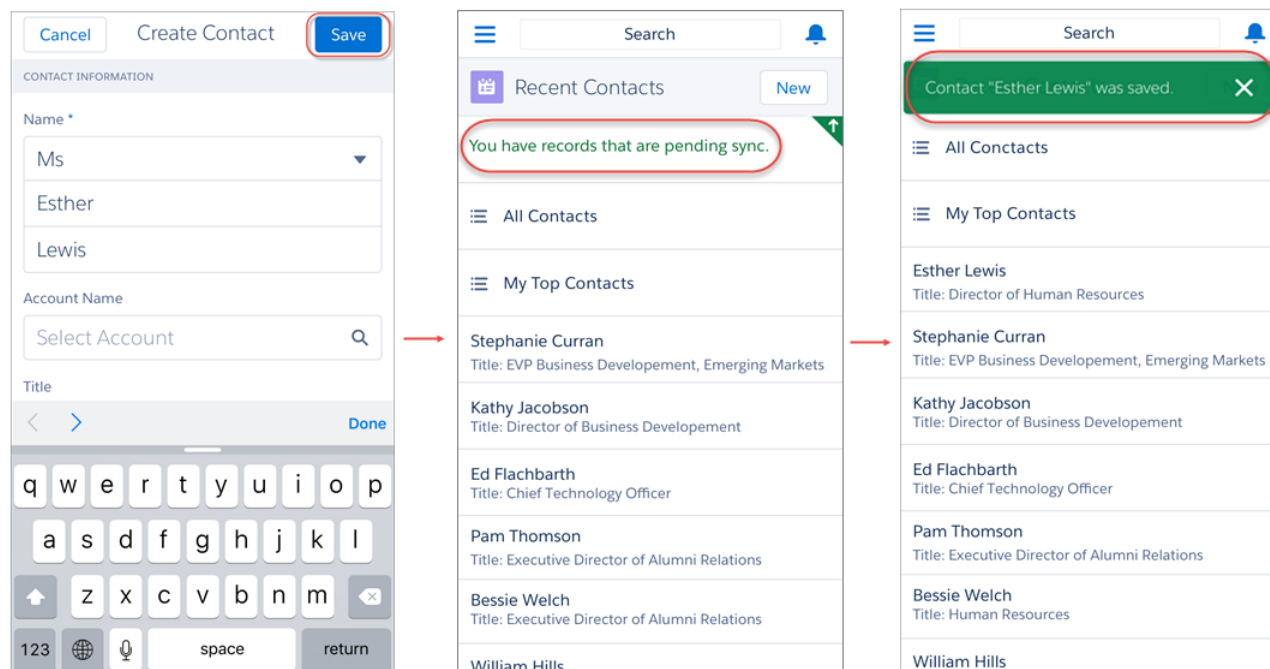 Cancel Create Contact Save
CONTACT INFORMATION
Name *
Ms
Esther
Lewis
Account Name
Select Account
Title
Done
q w e r t y u i o p
a s d f g h j k l
z x c v b n m
123 space return
Search
Recent Contacts New
You have records that are pending sync.
All Contacts
My Top Contacts
Stephanie Curran
Title: EVP Business Developement, Emerging Markets
Kathy Jacobson
Title: Director of Business Developement
Ed Flachbarth
Title: Chief Technology Officer
Pam Thomson
Title: Executive Director of Alumni Relations
Bessie Welch
Title: Executive Director of Alumni Relations
William Hills
Search
Contact "Esther Lewis" was saved.
All Conctacts
My Top Contacts
Esther Lewis
Title: Director of Human Resources
Stephanie Curran
Title: EVP Business Developement, Emerging Markets
Kathy Jacobson
Title: Director of Business Developement
Ed Flachbarth
Title: Chief Technology Officer
Pam Thomson
Title: Executive Director of Alumni Relations
Bessie Welch
Title: Human Resources
William Hills